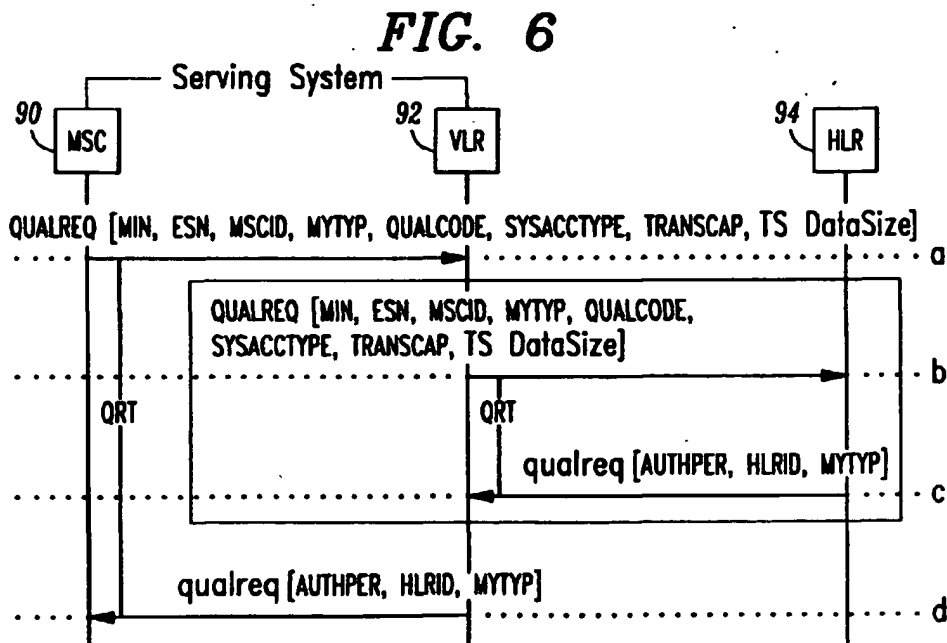 FIG. 6
Serving System
90 MSC 92 VLR 94 HLR
QUALREQ [MIN, ESN, MSCID, MYTYP, QUALCODE, SYSACCTYPE, TRANSCAP, TS DataSize]
a
QUALREQ [MIN, ESN, MSCID, MYTYP, QUALCODE,
SYSACCTYPE, TRANSCAP, TS DataSize]
b
QRT QRT
qualreq [AUTHPER, HLRID, MYTYP]
c
qualreq [AUTHPER, HLRID, MYTYP]
d